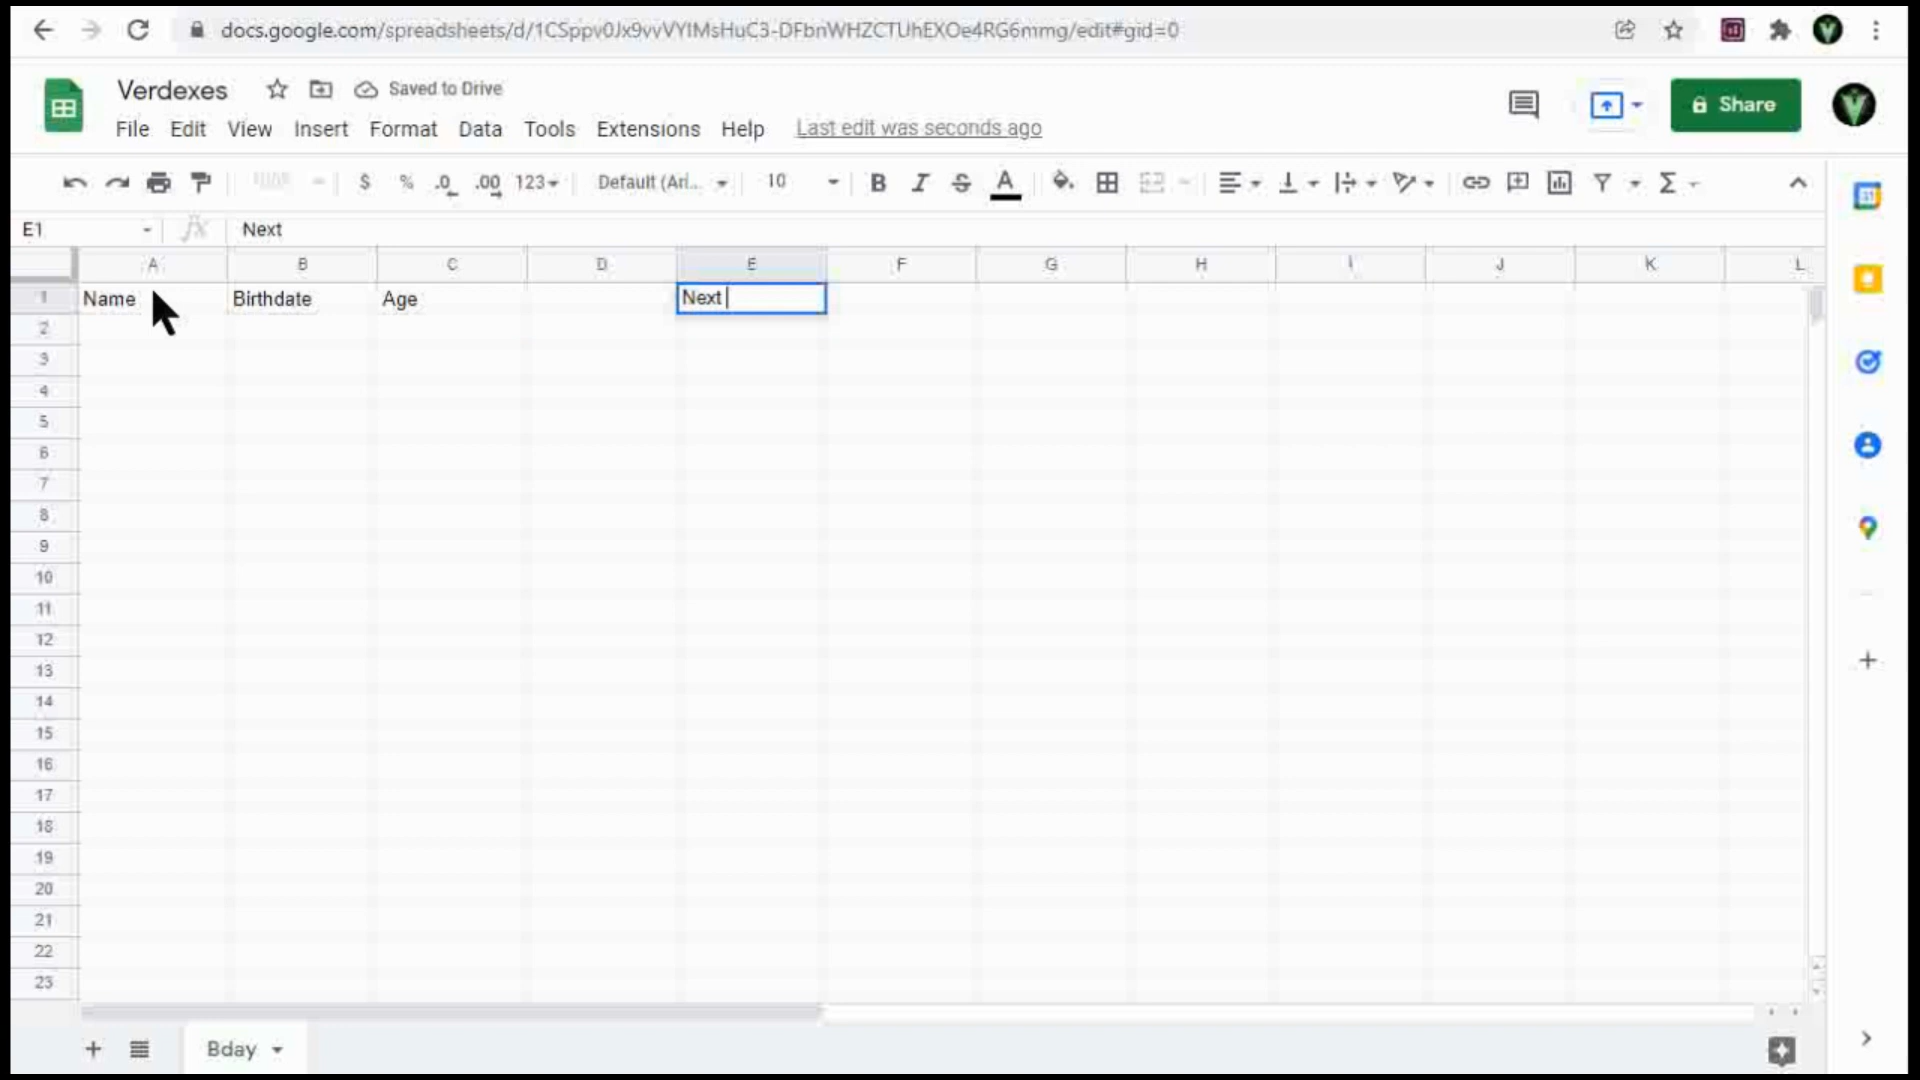 docs.google.com/spreadsheets/d/1CSppv0Jx9vvVYtMsHuC3-DFbnWHZCTUhEXOe4RG6mmg/edit#gid=0
Verdexes Saved to Drive
Share
File Edit View Insert Format Data Tools Extensions Help Last edit was seconds ago
$ % .0 .00 123 Default (Ari... 10 B I S A
E1 fx Next
A B C D E F G H I J K L
1 Name Birthdate Age Next
2
3
4
5
6
7
8
9
10
11
12
13
14
15
16
17
18
19
20
21
22
23
Bday